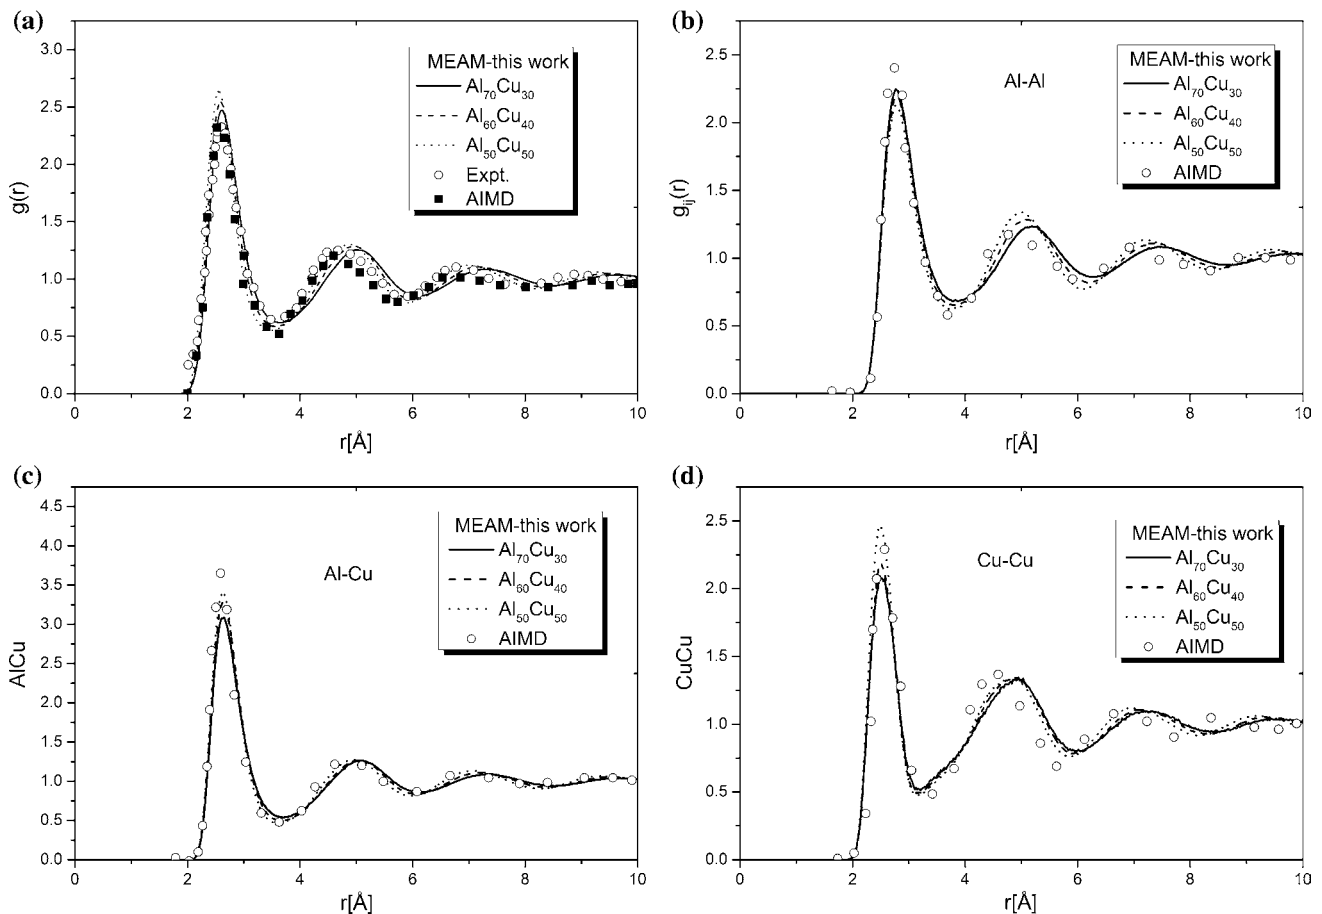 (a)
3.0
2.5
2.0
1.5
1.0
0.5
0.0
g(r)
0 2 4 6 8 10
r[Å]
MEAM-this work
Al70Cu30
Al60Cu40
Al50Cu50
Expt.
AIMD
(b)
2.5
2.0
1.5
1.0
0.5
0.0
gij(r)
0 2 4 6 8 10
r[Å]
Al-Al
MEAM-this work
Al70Cu30
Al60Cu40
Al50Cu50
AIMD
(c)
4.5
4.0
3.5
3.0
2.5
2.0
1.5
1.0
0.5
0.0
AlCu
0 2 4 6 8 10
r[Å]
Al-Cu
MEAM-this work
Al70Cu30
Al60Cu40
Al50Cu50
AIMD
(d)
2.5
2.0
1.5
1.0
0.5
0.0
CuCu
0 2 4 6 8 10
r[Å]
Cu-Cu
MEAM-this work
Al70Cu30
Al60Cu40
Al50Cu50
AIMD